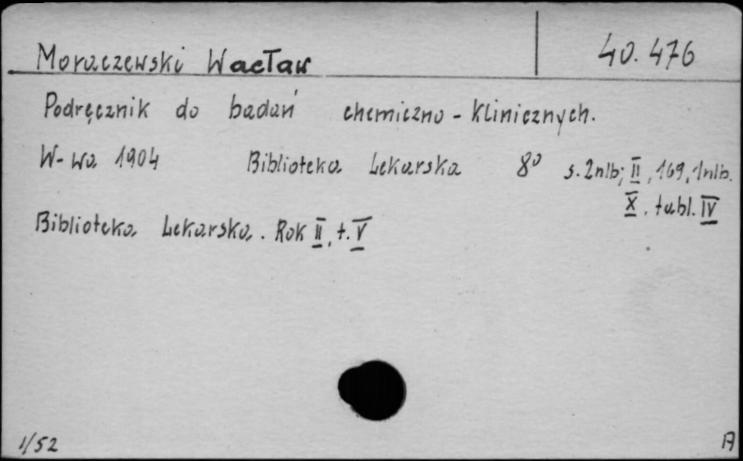 Moraczewski Wacław 40.476
Podręcznik do badań chemiczno-klinicznych.
W-wa 1904 Biblioteka Lekarska 8° s. 2nlb; II, 169, 1nlb.
X. tabl. IV
Biblioteka Lekarska. Rok II, t. V
1/52 A